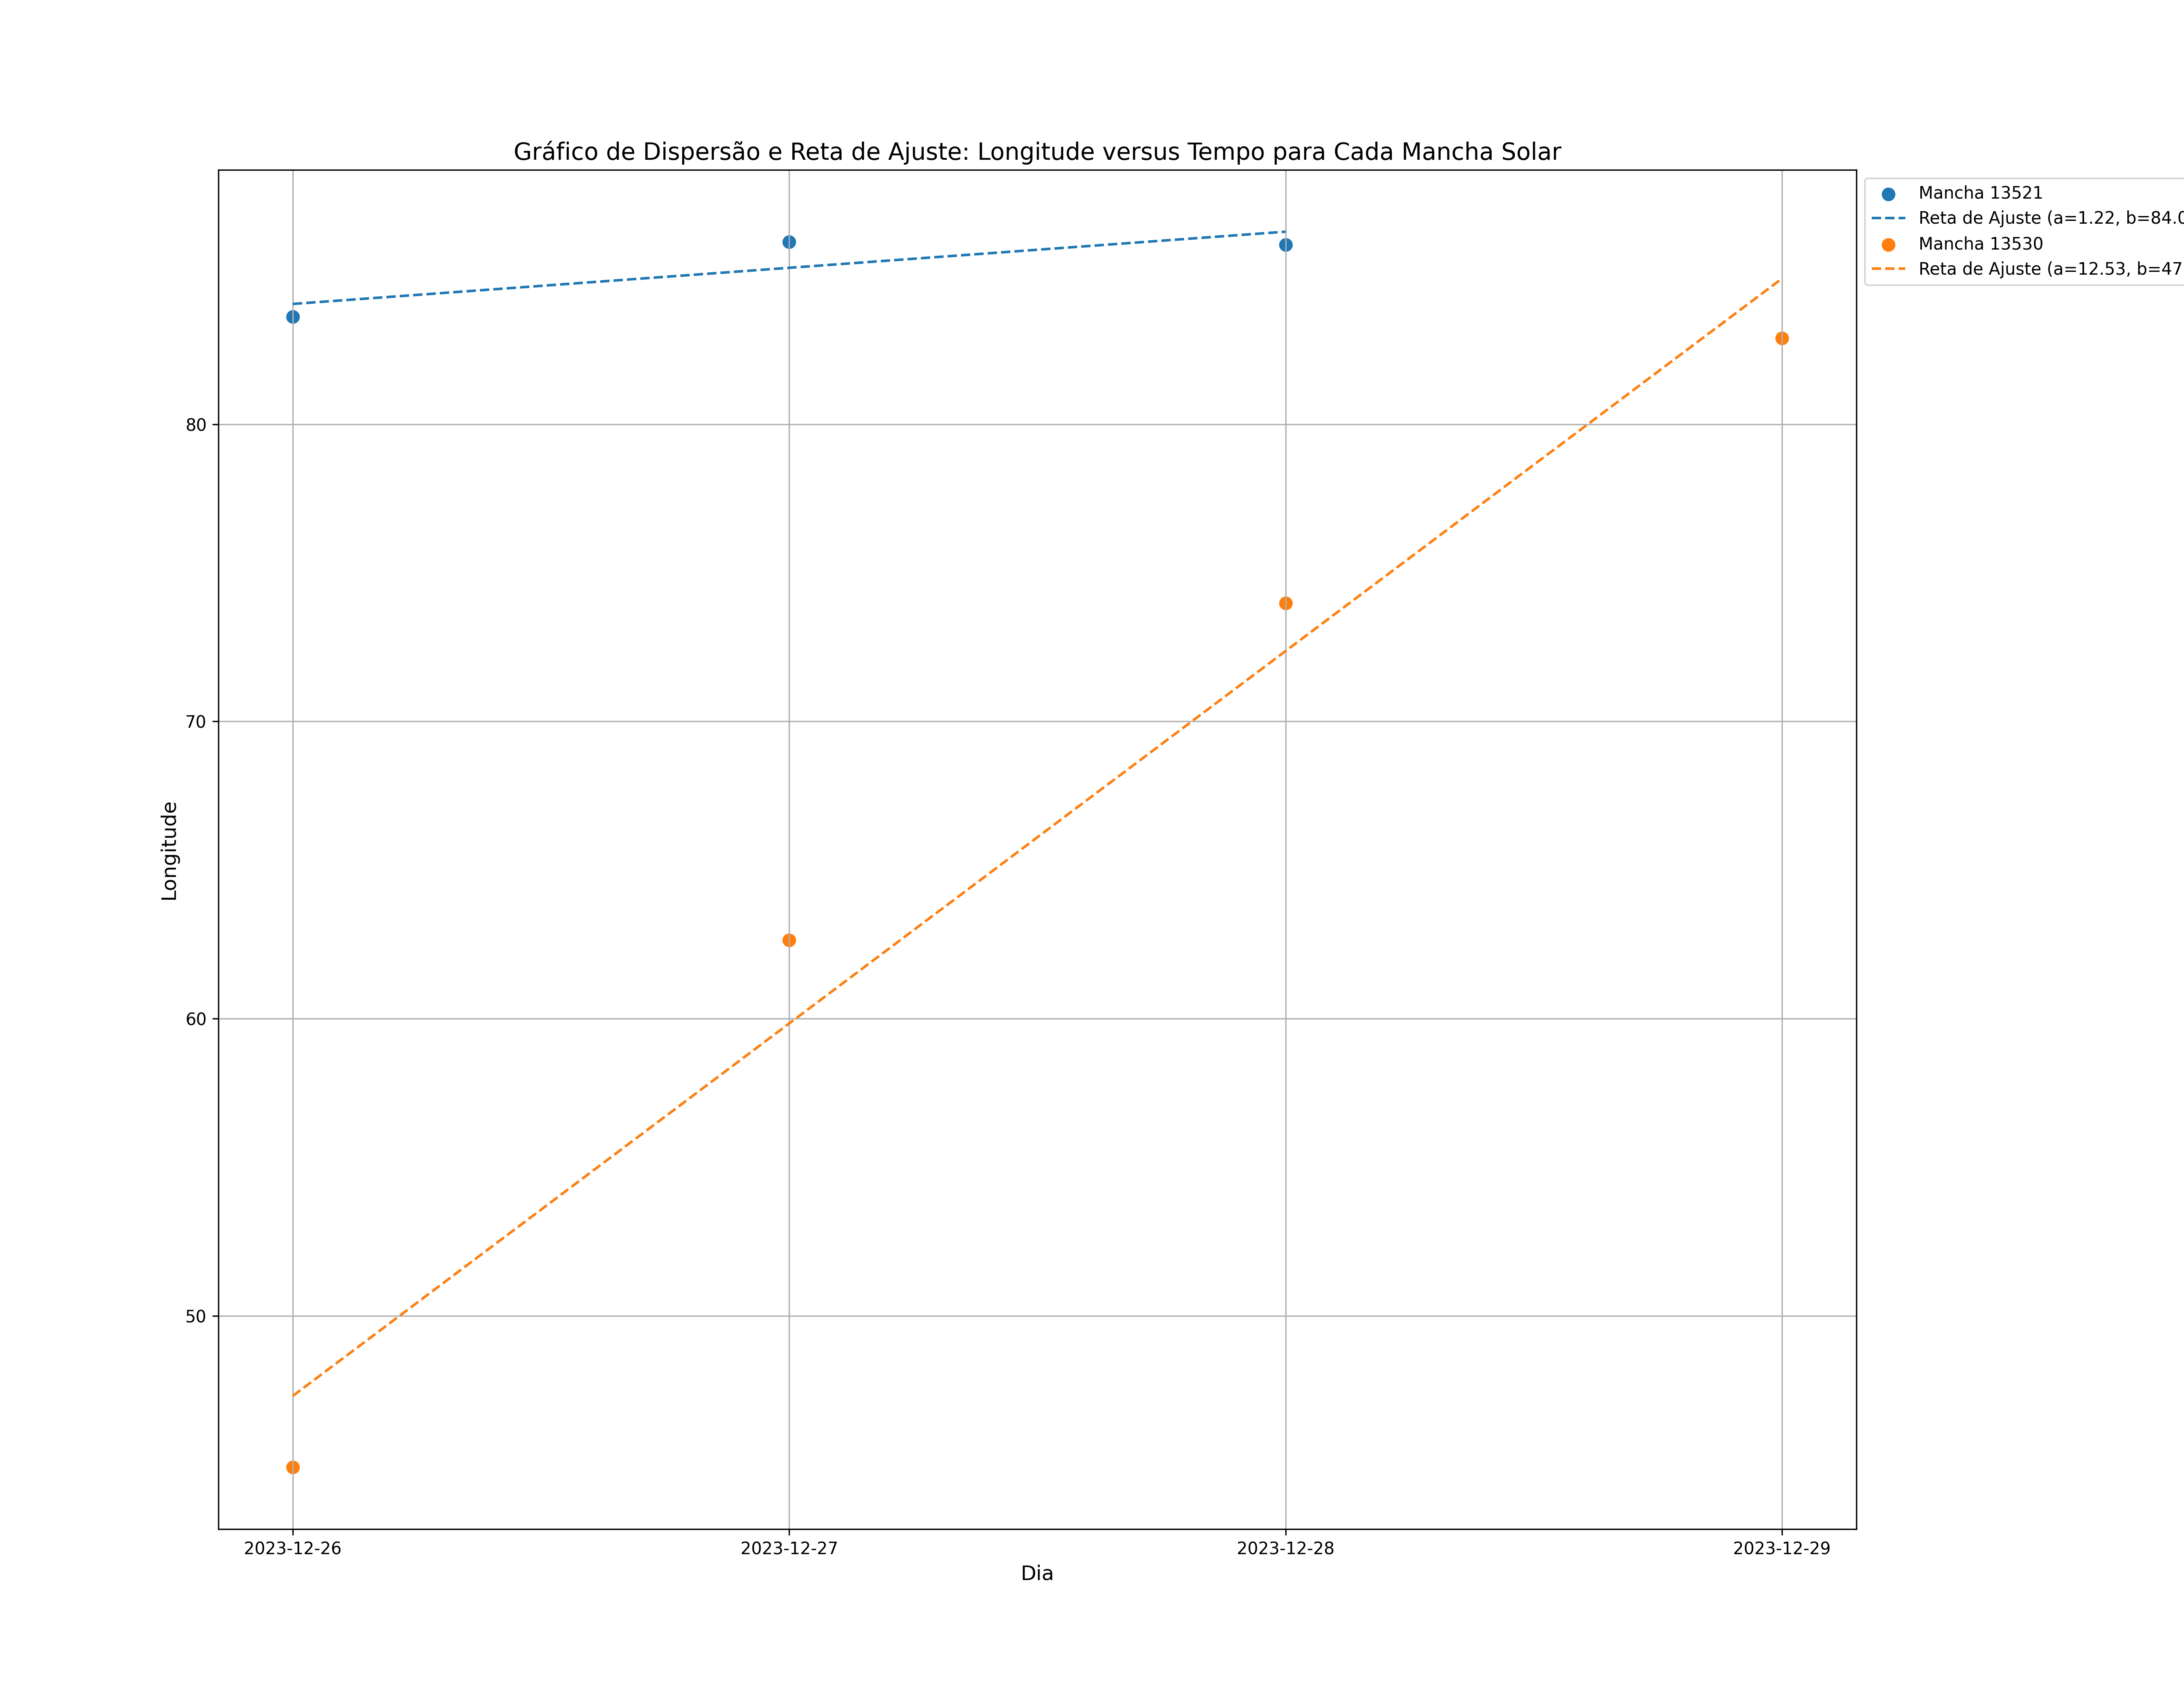 Gráfico de Dispersão e Reta de Ajuste: Longitude versus Tempo para Cada Mancha Solar
Mancha 13521
Reta de Ajuste (a=1.22, b=84.0
Mancha 13530
Reta de Ajuste (a=12.53, b=47
80
70
60
50
Longitude
2023-12-26
2023-12-27
2023-12-28
2023-12-29
Dia